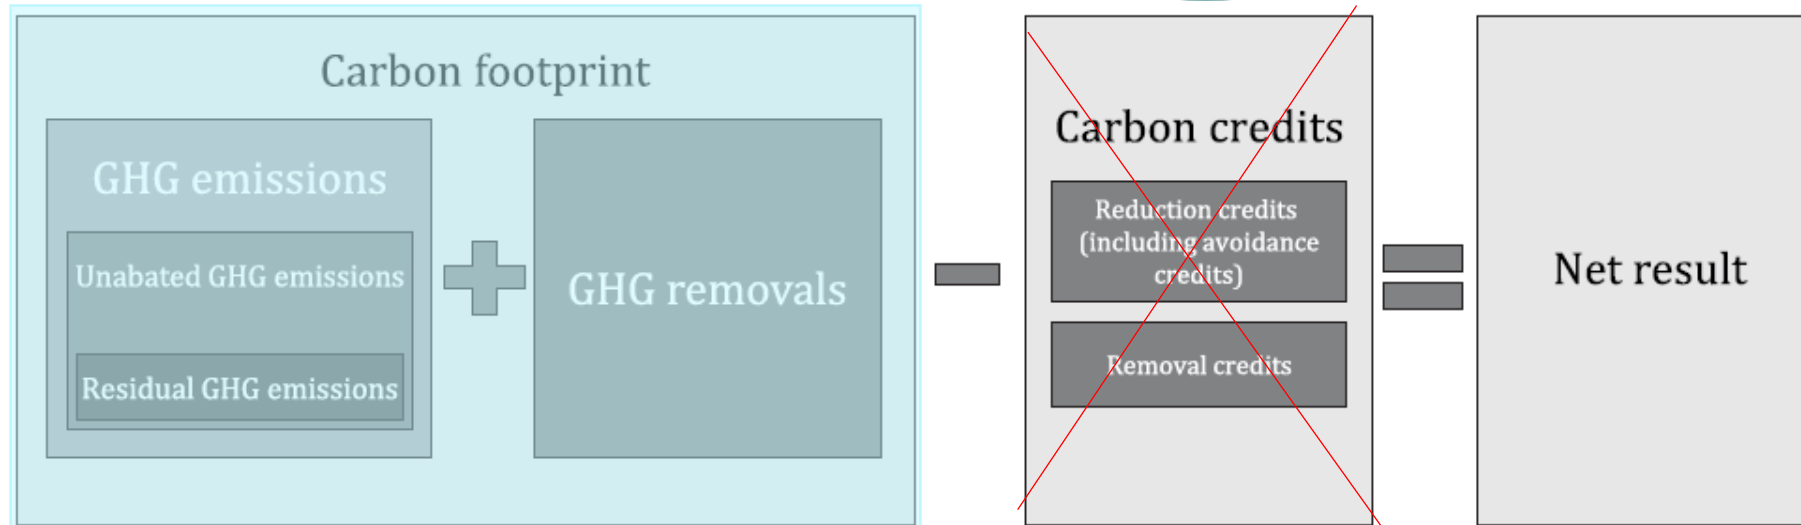 Carbon footprint
GHG emissions
Unabated GHG emissions
Residual GHG emissions
GHG removals
Carbon credits
Reduction credits
(including avoidance
credits)
Removal credits
Net result